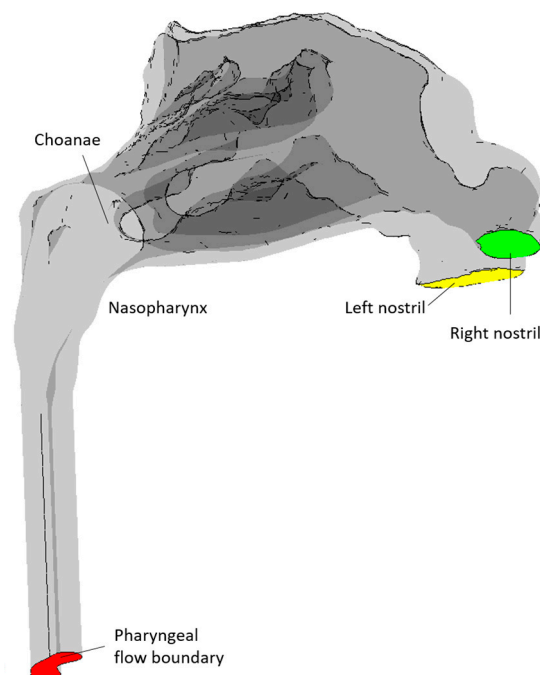 Choanae
Nasopharynx
Left nostril
Right nostril
Pharyngeal
flow boundary